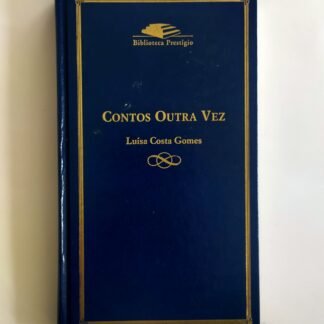 Biblioteca Prestígio
CONTOS OUTRA VEZ
Luísa Costa Gomes